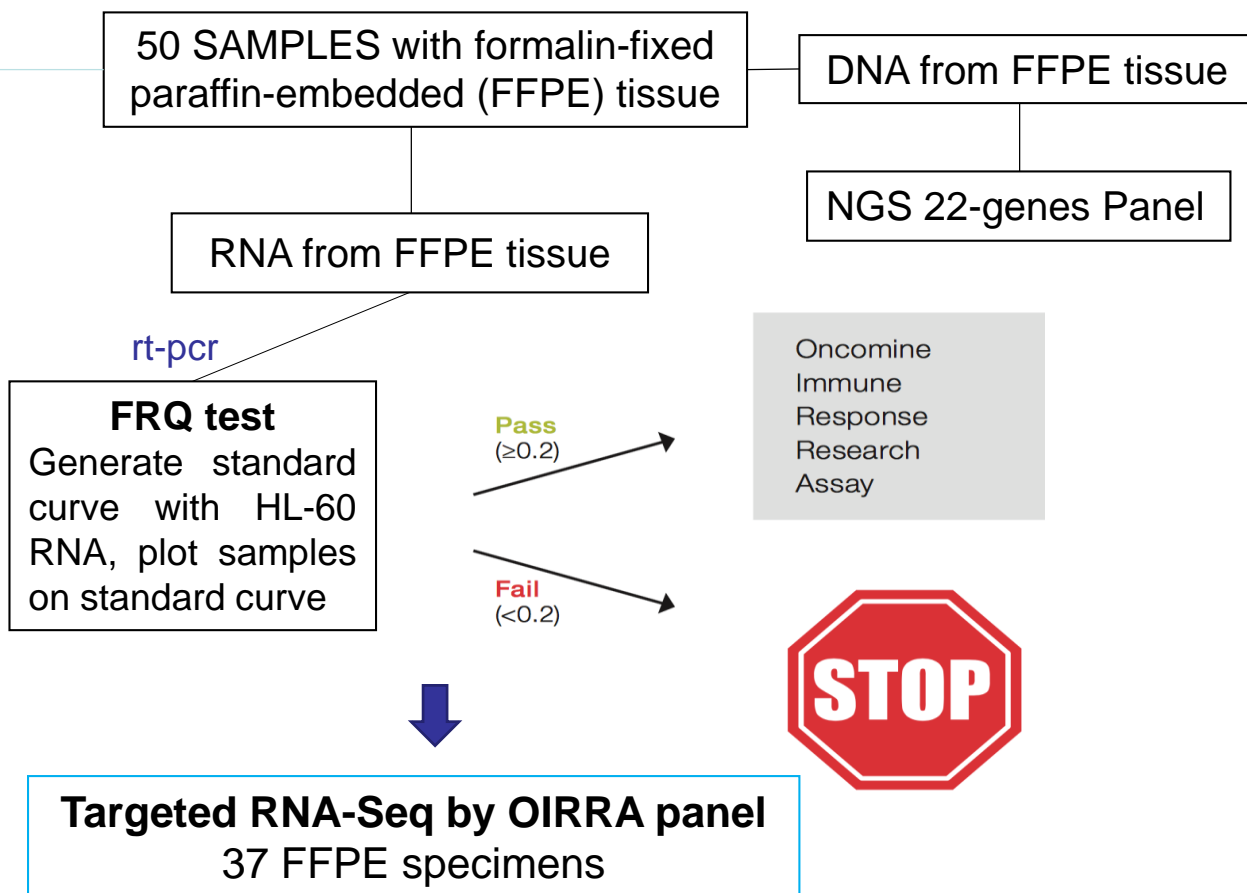 50 SAMPLES with formalin-fixed
paraffin-embedded (FFPE) tissue
DNA from FFPE tissue
NGS 22-genes Panel
RNA from FFPE tissue
rt-pcr
FRQ test
Generate standard
curve with HL-60
RNA, plot samples
on standard curve
Pass
(≥0.2)
Oncomine
Immune
Response
Research
Assay
Fail
(<0.2)
STOP
Targeted RNA-Seq by OIRRA panel
37 FFPE specimens